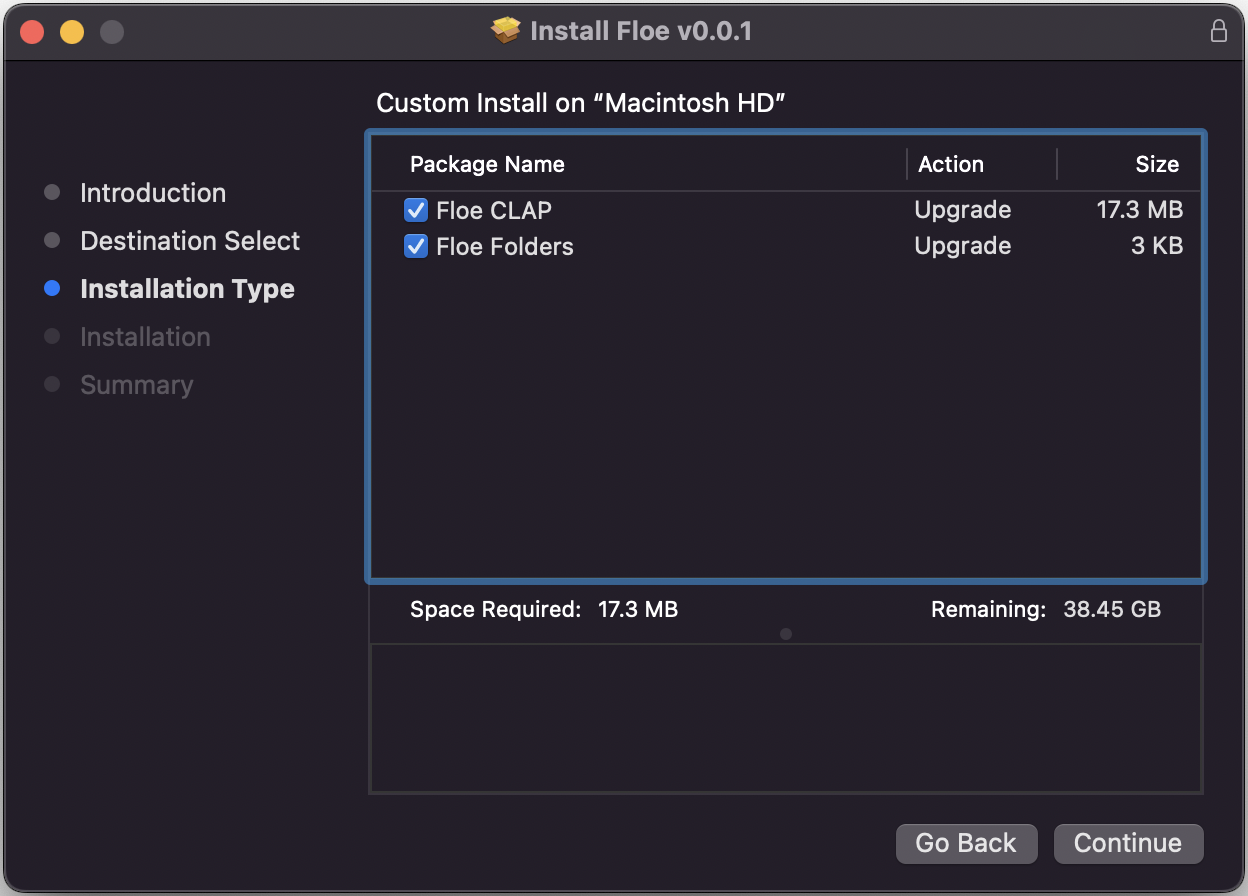 Install Floe v0.0.1
Custom Install on “Macintosh HD”
Introduction
Destination Select
Installation Type
Installation
Summary
Package Name Action Size
Floe CLAP Upgrade 17.3 MB
Floe Folders Upgrade 3 KB
Space Required: 17.3 MB Remaining: 38.45 GB
Go Back Continue